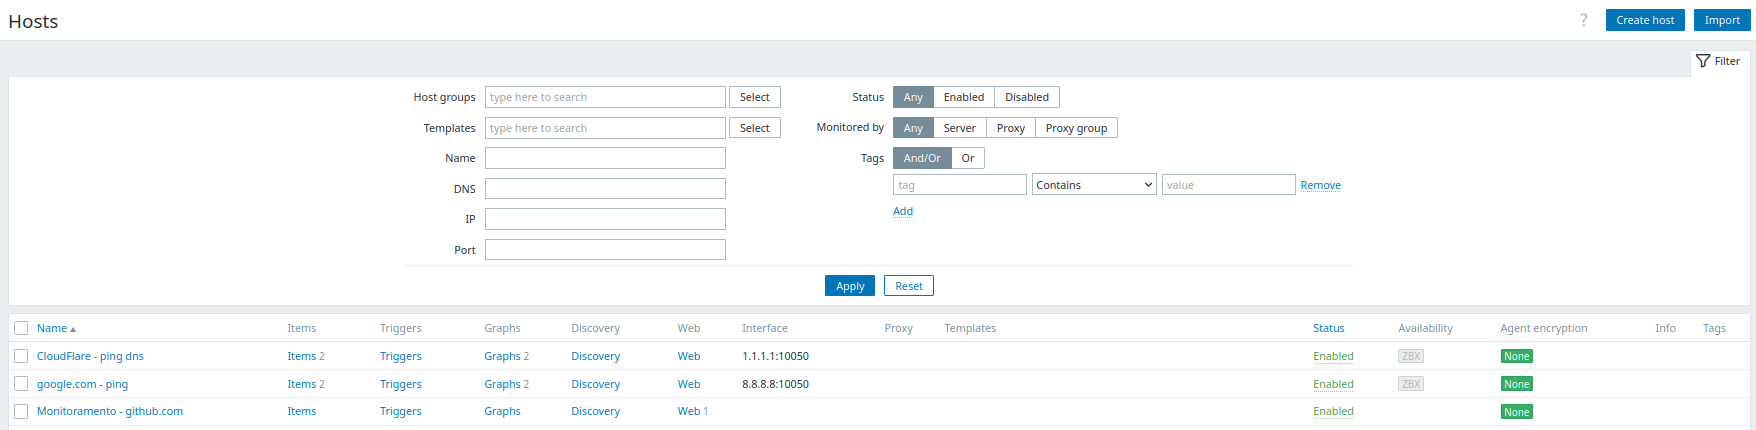 Hosts
? Create host Import
Filter
Host groups type here to search Select Status Any Enabled Disabled
Templates type here to search Select Monitored by Any Server Proxy Proxy group
Name Tags And/Or Or
DNS tag Contains value Remove
IP Add
Port
Apply Reset
Name Items Triggers Graphs Discovery Web Interface Proxy Templates Status Availability Agent encryption Info Tags
CloudFlare - ping dns Items 2 Triggers Graphs 2 Discovery Web 1.1.1.1:10050 Enabled ZBX None
google.com - ping Items 2 Triggers Graphs 2 Discovery Web 8.8.8.8:10050 Enabled ZBX None
Monitoramento - github.com Items Triggers Graphs Discovery Web 1 Enabled None